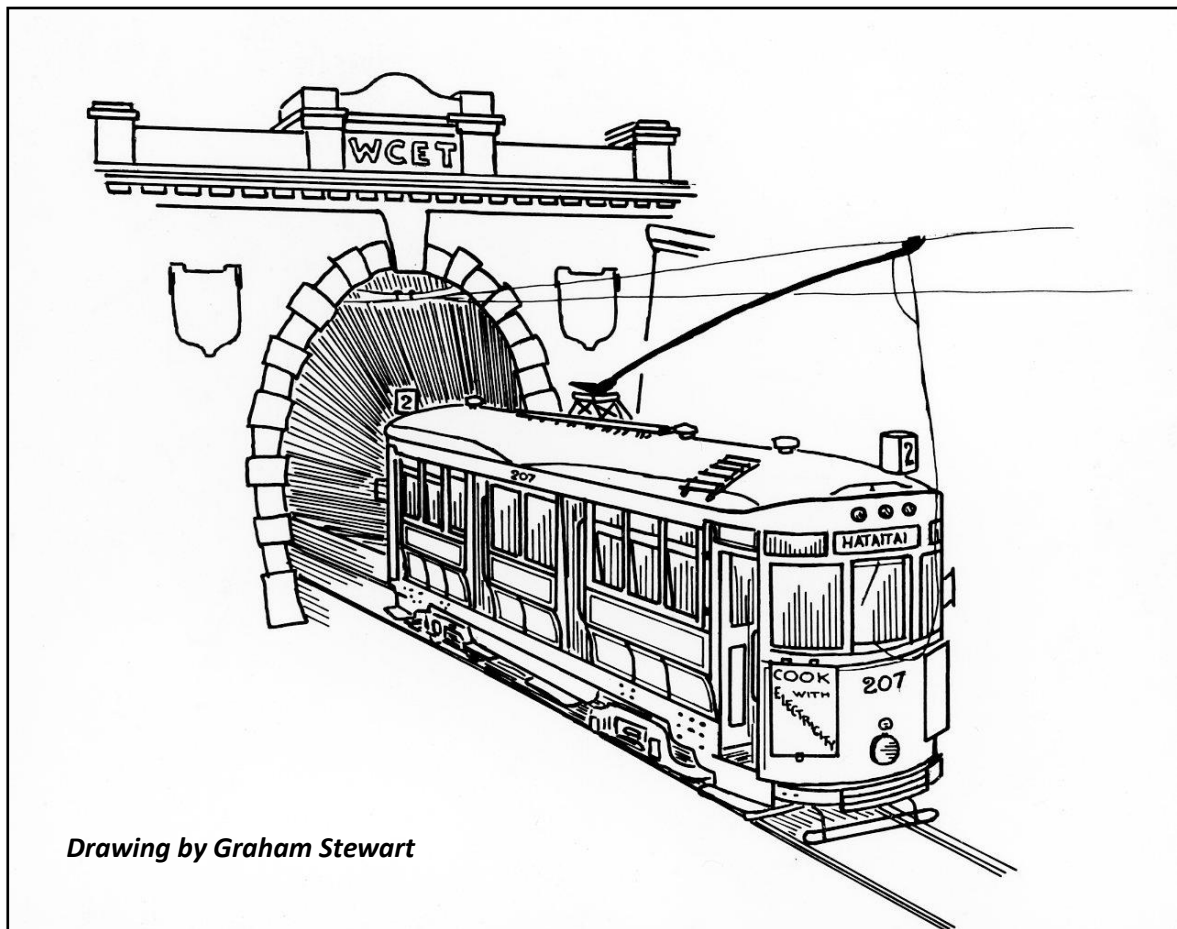 WCET
2
2
207
HATAITAI
COOK
WITH
ELECTRICITY
207
Drawing by Graham Stewart